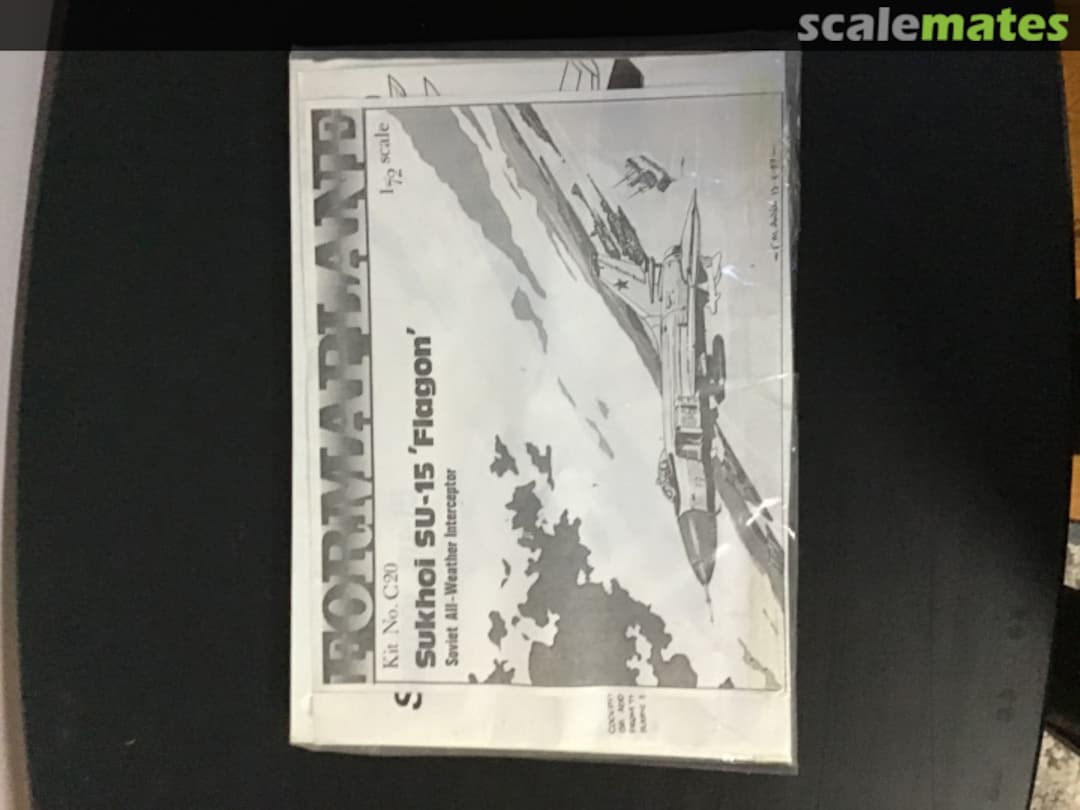 scalemates
FORMAPLANE
Kit No. C20
1/72 scale
Sukhoi SU-15 'Flagon'
Soviet All-Weather Interceptor